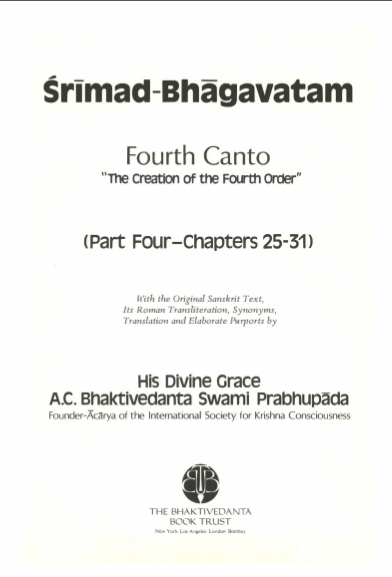 Śrīmad-Bhāgavatam
Fourth Canto
"The Creation of the Fourth Order"
(Part Four—Chapters 25-31)
With the Original Sanskrit Text,
Its Roman Transliteration, Synonyms,
Translation and Elaborate Purports by
His Divine Grace
A.C. Bhaktivedanta Swami Prabhupāda
Founder-Ācārya of the International Society for Krishna Consciousness
BBT
THE BHAKTIVEDANTA
BOOK TRUST
New York Los Angeles London Bombay